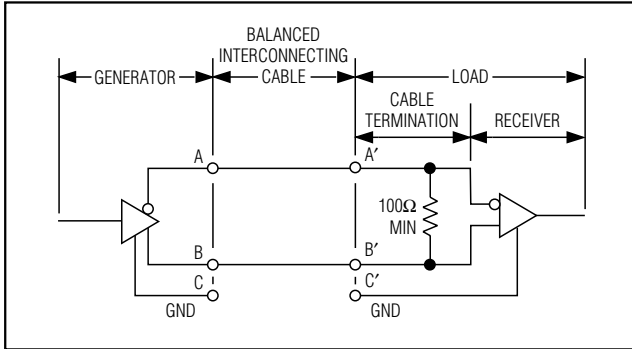 BALANCED
INTERCONNECTING
CABLE
GENERATOR
LOAD
CABLE
TERMINATION
RECEIVER
A
A′
100Ω
MIN
B
B′
C
C′
GND
GND